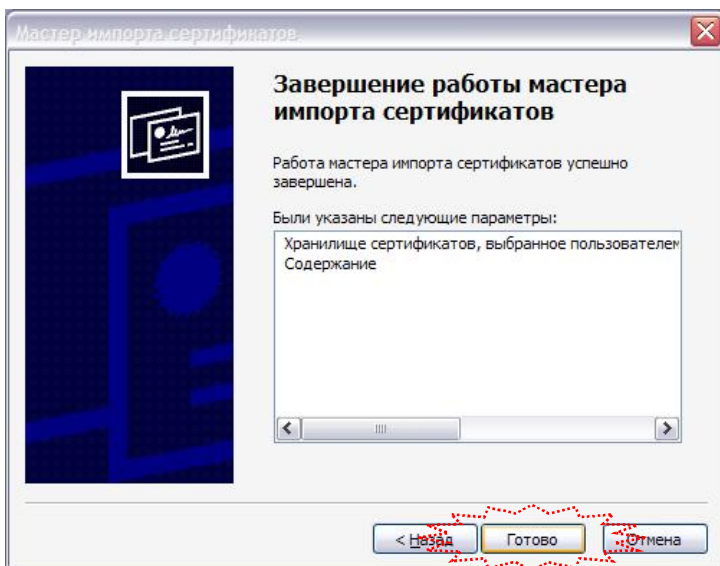 Мастер импорта сертификатов
Завершение работы мастера
импорта сертификатов
Работа мастера импорта сертификатов успешно
завершена.
Были указаны следующие параметры:
Хранилище сертификатов, выбранное пользователем
Содержание
< Назад
Готово
Отмена